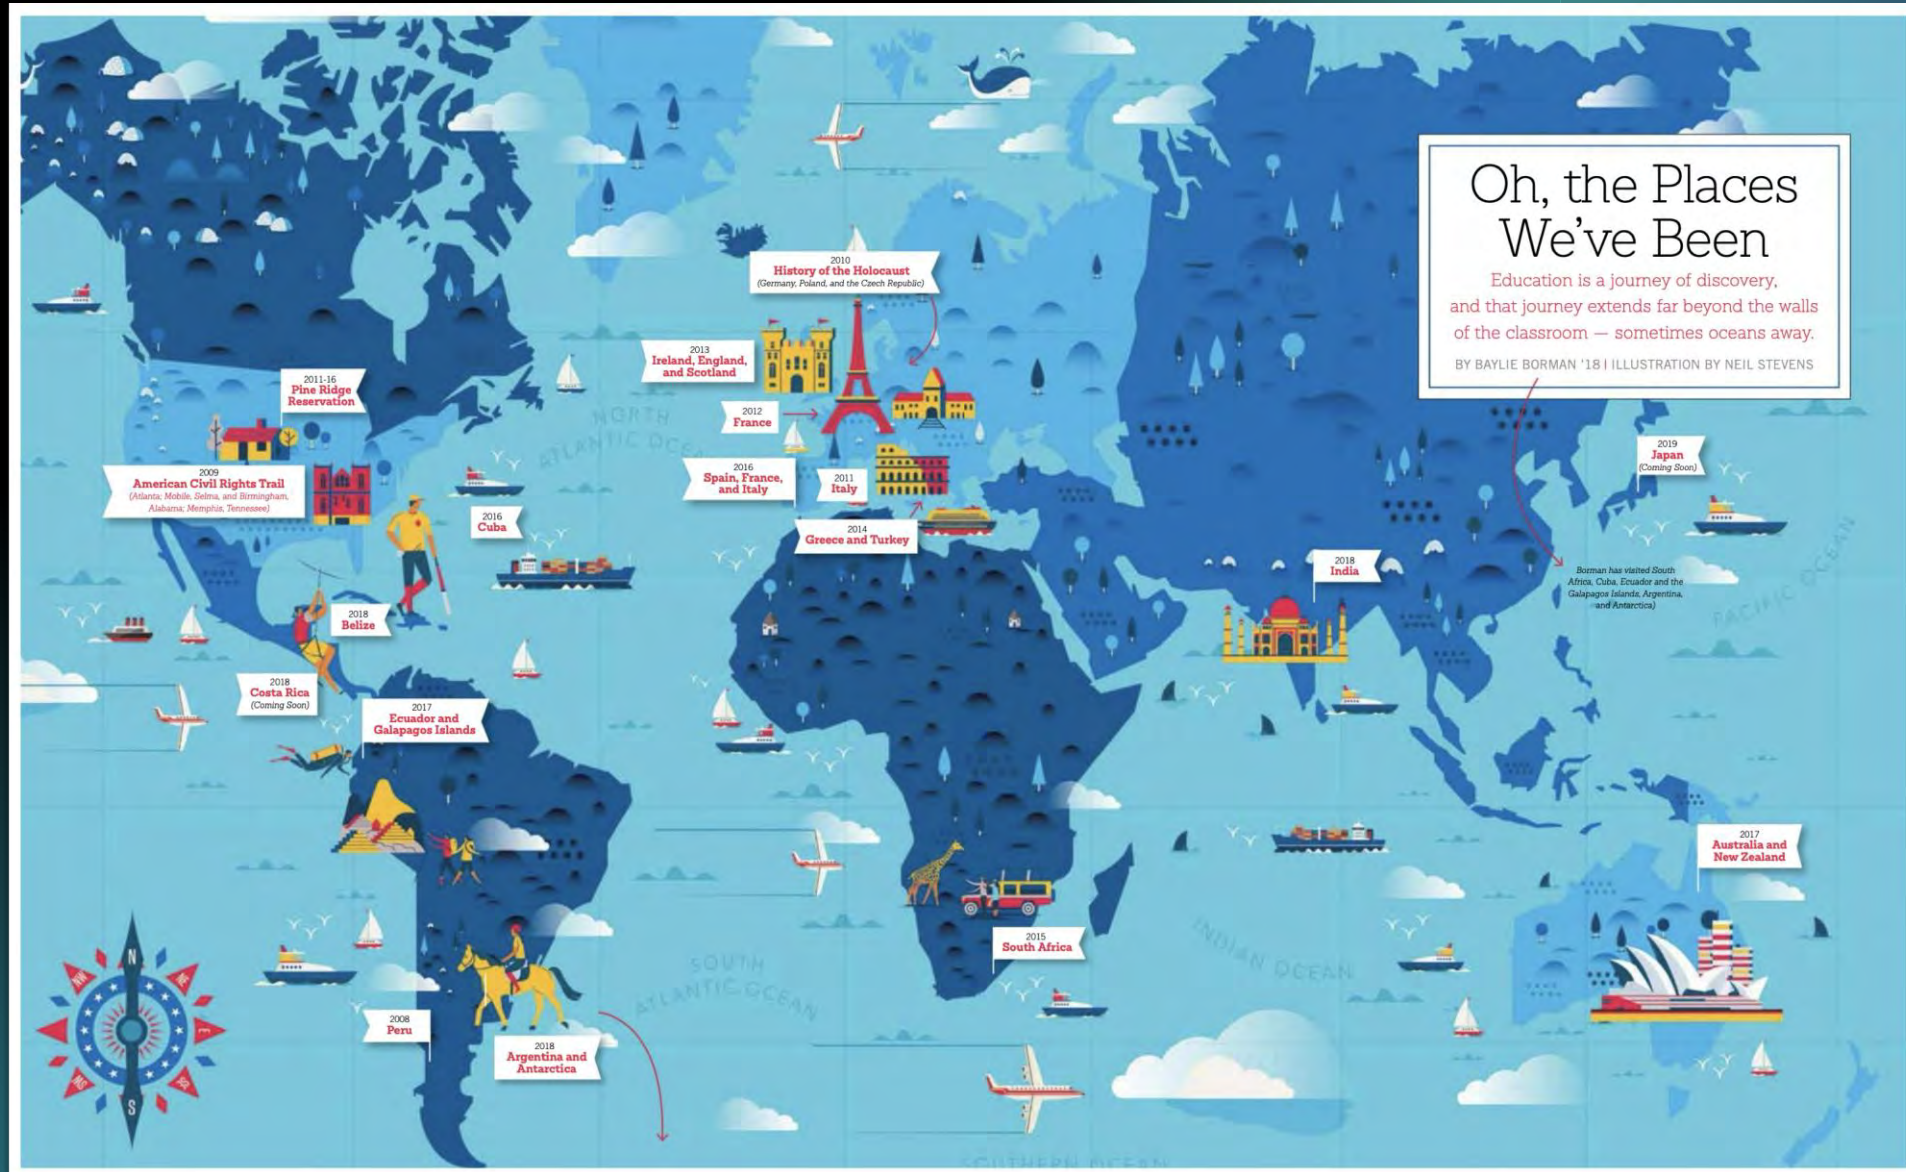 Oh, the Places
We've Been
Education is a journey of discovery,
and that journey extends far beyond the walls
of the classroom — sometimes oceans away.
BY BAYLIE BORMAN '18 | ILLUSTRATION BY NEIL STEVENS
2010
History of the Holocaust
(Germany, Poland, and the Czech Republic)
2013
Ireland, England,
and Scotland
2011-16
Pine Ridge
Reservation
2012
France
NORTH
ATLANTIC OCEAN
2009
American Civil Rights Trail
(Atlanta; Mobile, Selma, and Birmingham,
Alabama; Memphis, Tennessee)
2016
Spain, France,
and Italy
2011
Italy
2019
Japan
(Coming Soon)
2016
Cuba
2014
Greece and Turkey
2018
India
Borman has visited South
Africa, Cuba, Ecuador and the
Galapagos Islands, Argentina,
and Antarctica)
PACIFIC OCEAN
2018
Belize
2018
Costa Rica
(Coming Soon)
2017
Ecuador and
Galapagos Islands
2017
Australia and
New Zealand
2015
South Africa
SOUTH
ATLANTIC OCEAN
INDIAN OCEAN
2008
Peru
2018
Argentina and
Antarctica
N
NE
E
S
NW
SOUTHERN OCEAN